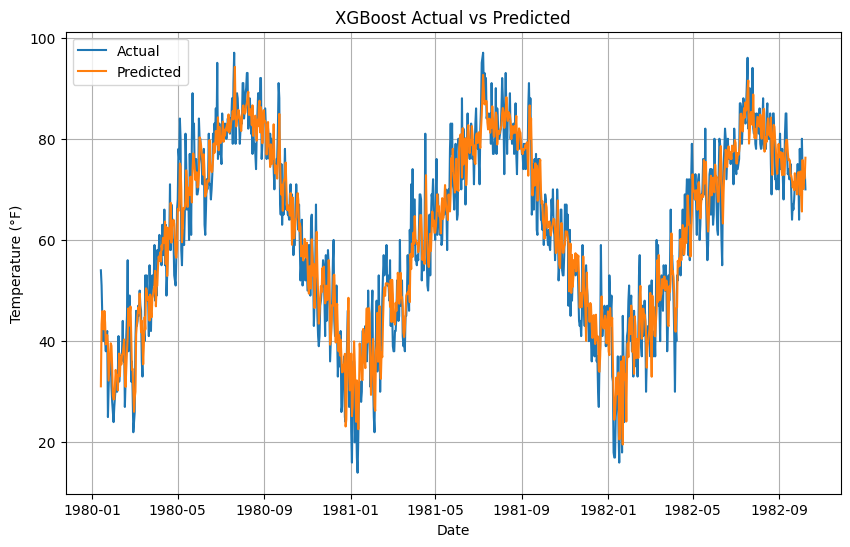 XGBoost Actual vs Predicted
Actual
Predicted
Temperature (°F)
100
80
60
40
20
1980-01 1980-05 1980-09 1981-01 1981-05 1981-09 1982-01 1982-05 1982-09
Date